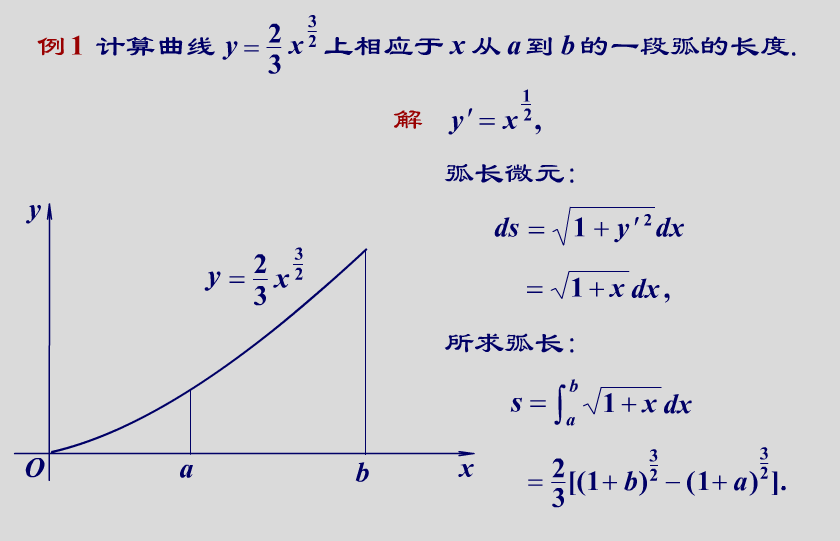 例1 计算曲线 y = 2/3 x^{3/2} 上相应于 x 从 a 到 b 的一段弧的长度.
解 y′ = x^{1/2},
弧长微元:
ds = √(1 + y′²) dx
= √(1 + x) dx,
所求弧长:
s = ∫_a^b √(1 + x) dx
= 2/3 [(1 + b)^{3/2} − (1 + a)^{3/2}].
y
y = 2/3 x^{3/2}
O a b x